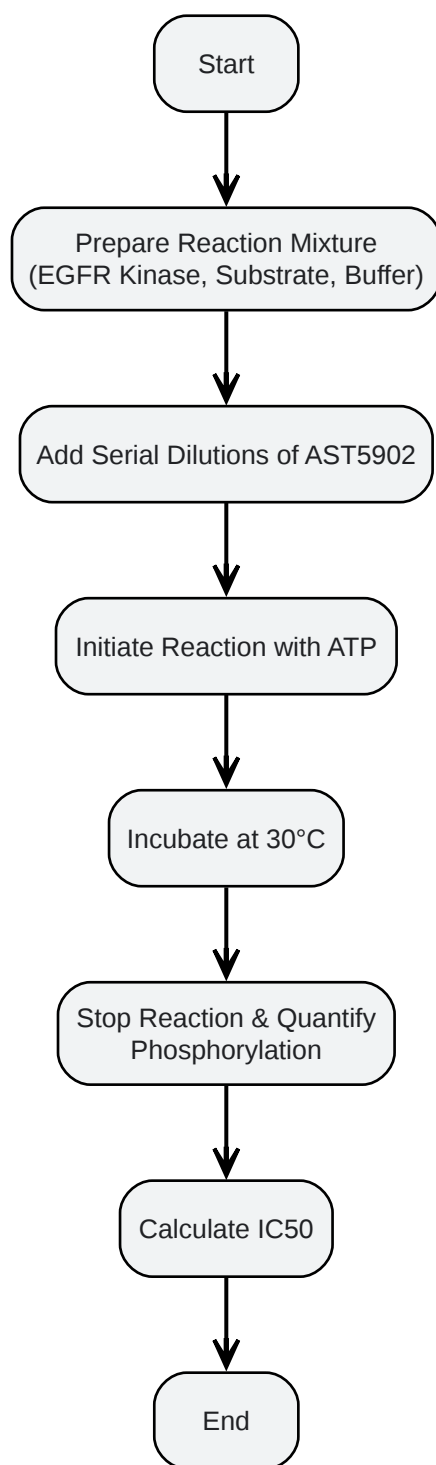 Start
Prepare Reaction Mixture
(EGFR Kinase, Substrate, Buffer)
Add Serial Dilutions of AST5902
Initiate Reaction with ATP
Incubate at 30°C
Stop Reaction & Quantify
Phosphorylation
Calculate IC50
End